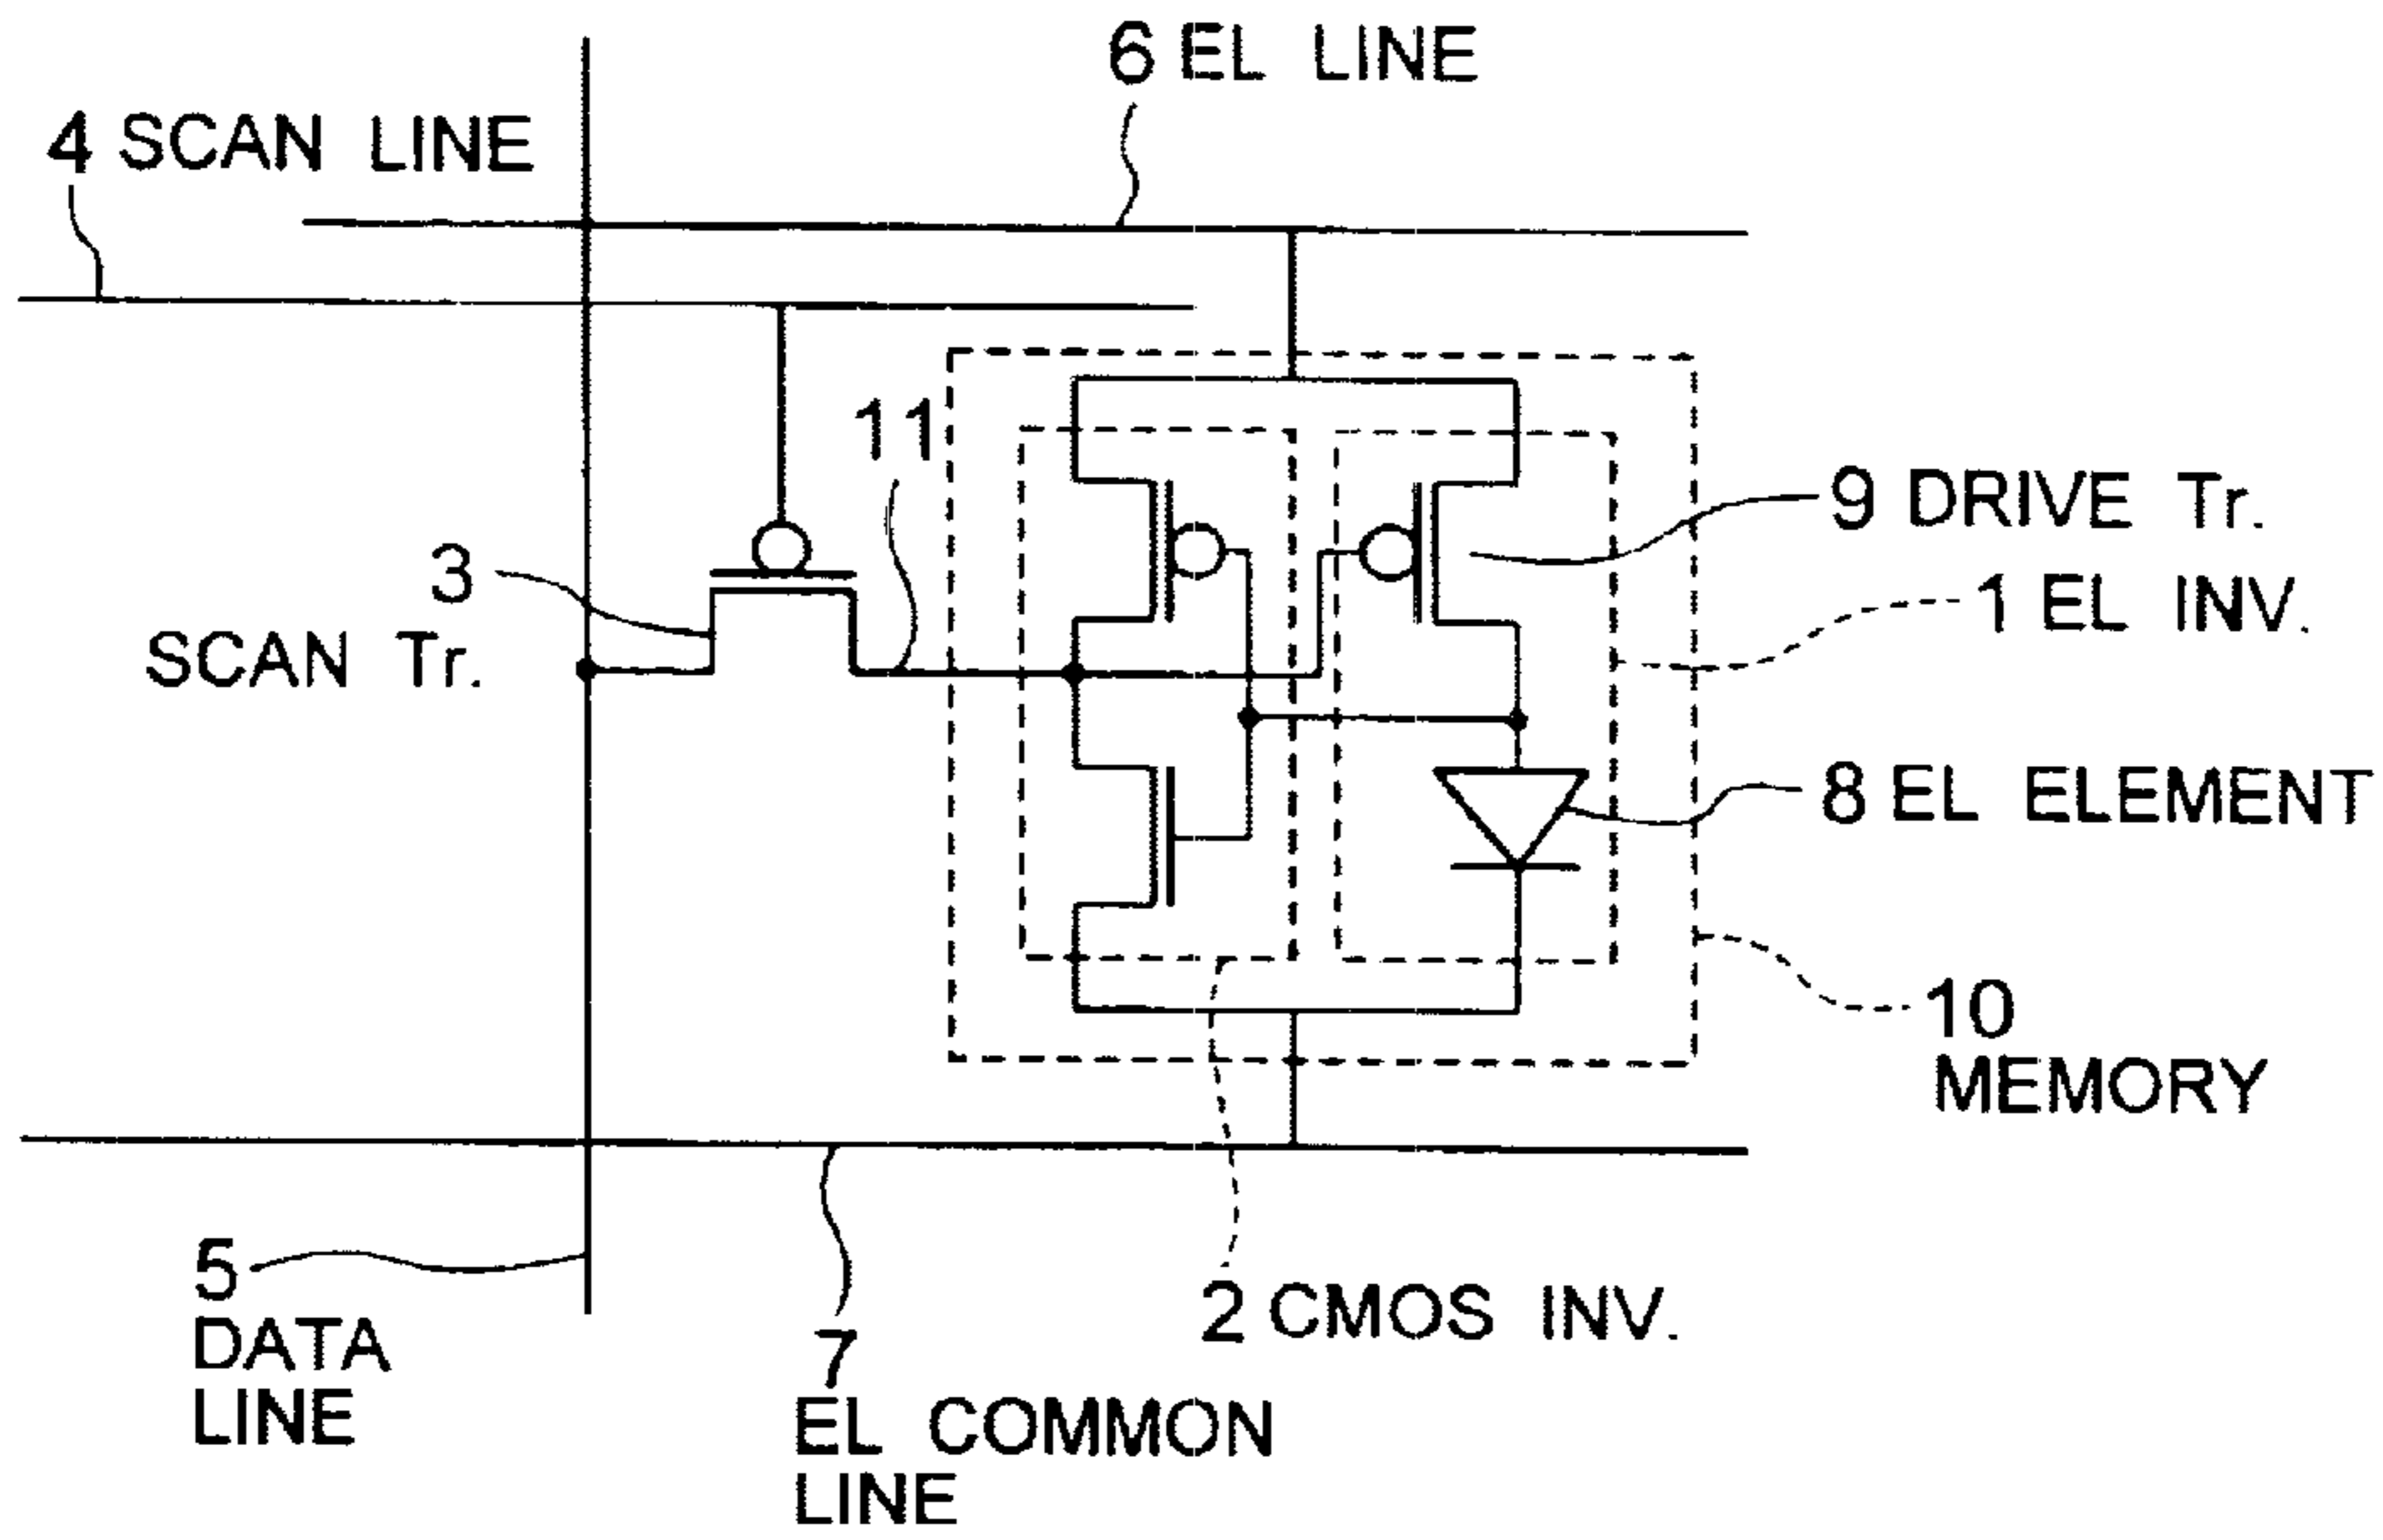 6 EL LINE
4 SCAN LINE
11
9 DRIVE Tr.
3
SCAN Tr.
1 EL INV.
8 EL ELEMENT
10
MEMORY
5
DATA
LINE
2 CMOS INV.
7
EL COMMON
LINE